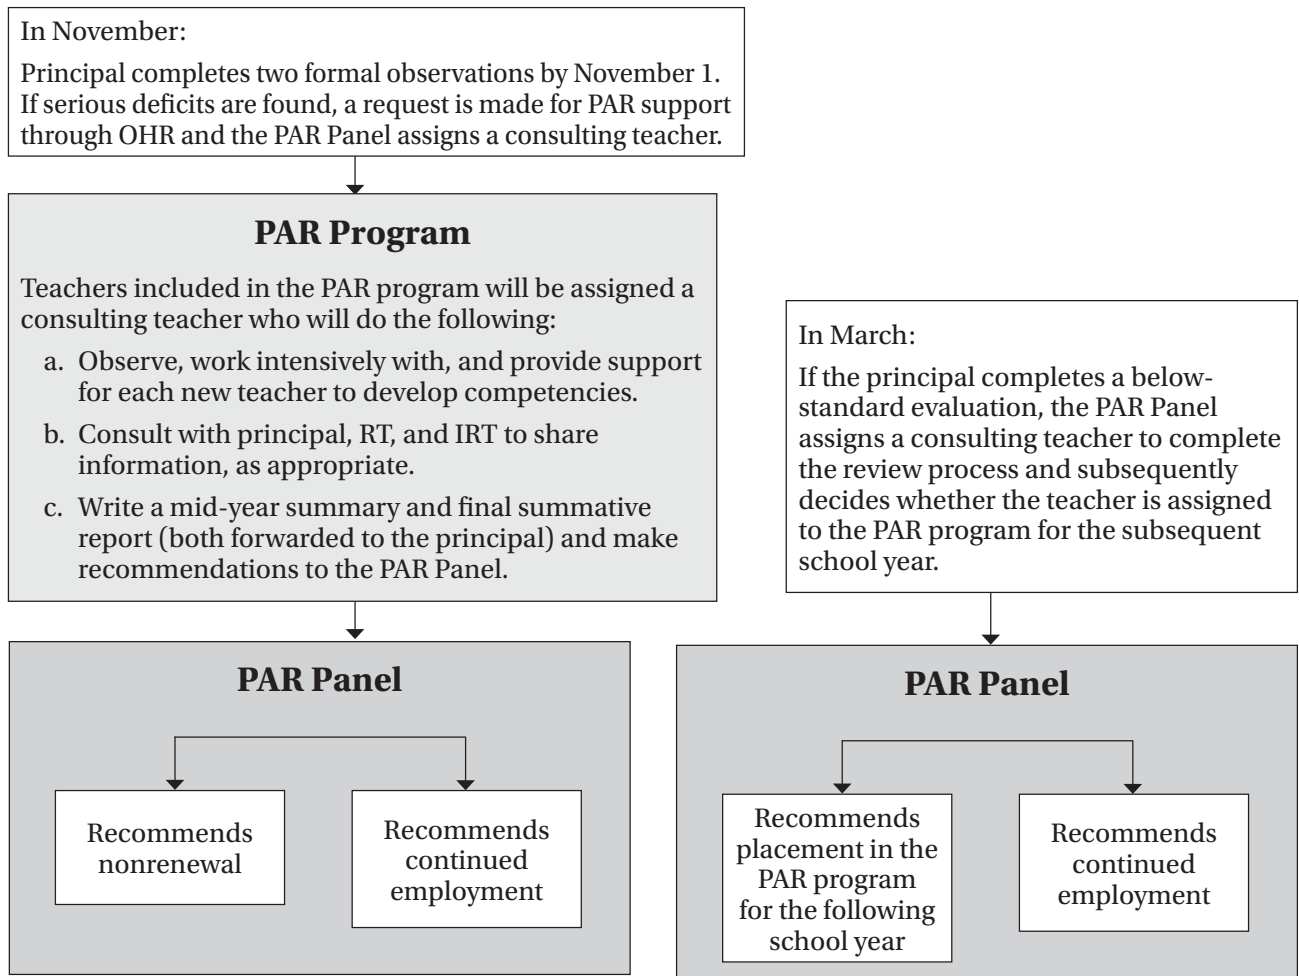 In November:
Principal completes two formal observations by November 1.
If serious deficits are found, a request is made for PAR support
through OHR and the PAR Panel assigns a consulting teacher.
PAR Program
Teachers included in the PAR program will be assigned a
consulting teacher who will do the following:
a. Observe, work intensively with, and provide support
for each new teacher to develop competencies.
b. Consult with principal, RT, and IRT to share
information, as appropriate.
c. Write a mid-year summary and final summative
report (both forwarded to the principal) and make
recommendations to the PAR Panel.
PAR Panel
Recommends
nonrenewal
Recommends
continued
employment
In March:
If the principal completes a below-
standard evaluation, the PAR Panel
assigns a consulting teacher to complete
the review process and subsequently
decides whether the teacher is assigned
to the PAR program for the subsequent
school year.
PAR Panel
Recommends
placement in the
PAR program
for the following
school year
Recommends
continued
employment